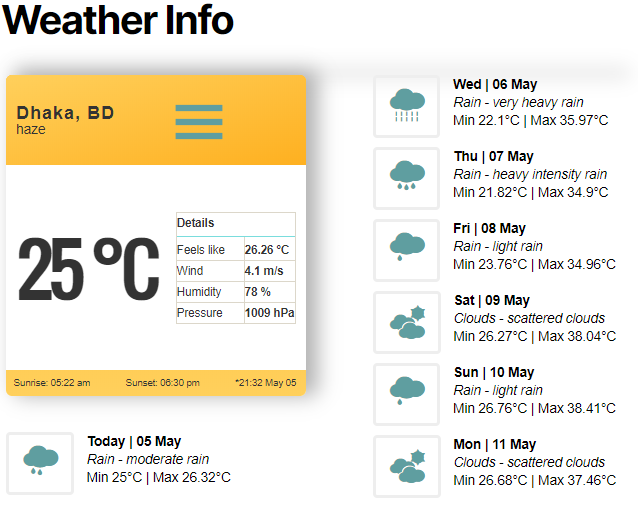 Weather Info
Dhaka, BD
haze
25 °C
Details
Feels like 26.26 °C
Wind 4.1 m/s
Humidity 78 %
Pressure 1009 hPa
Sunrise: 05:22 am Sunset: 06:30 pm *21:32 May 05
Today | 05 May
Rain - moderate rain
Min 25°C | Max 26.32°C
Wed | 06 May
Rain - very heavy rain
Min 22.1°C | Max 35.97°C
Thu | 07 May
Rain - heavy intensity rain
Min 21.82°C | Max 34.9°C
Fri | 08 May
Rain - light rain
Min 23.76°C | Max 34.96°C
Sat | 09 May
Clouds - scattered clouds
Min 26.27°C | Max 38.04°C
Sun | 10 May
Rain - light rain
Min 26.76°C | Max 38.41°C
Mon | 11 May
Clouds - scattered clouds
Min 26.68°C | Max 37.46°C